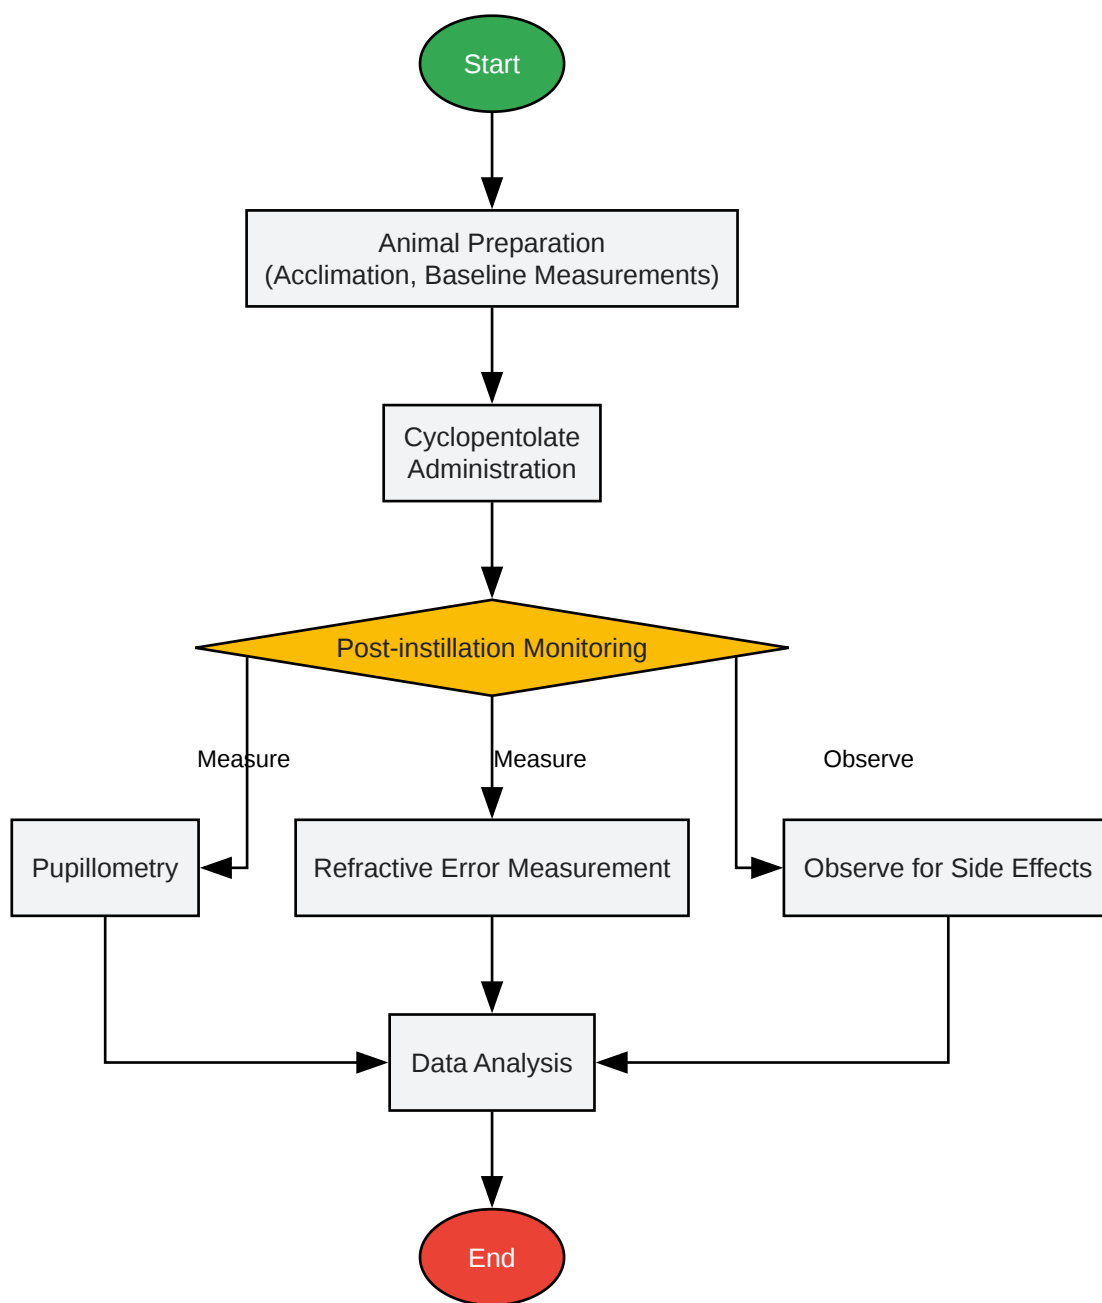 Start
Animal Preparation
(Acclimation, Baseline Measurements)
Cyclopentolate
Administration
Post-instillation Monitoring
Measure
Measure
Observe
Pupillometry
Refractive Error Measurement
Observe for Side Effects
Data Analysis
End